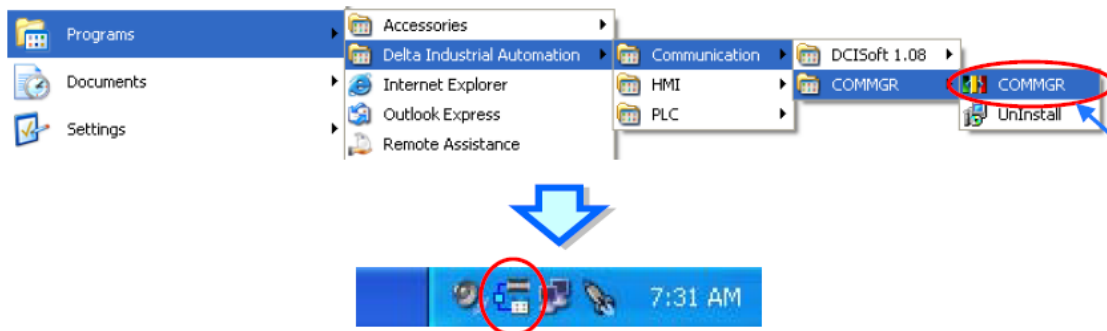 Programs
Documents
Settings
Accessories
Delta Industrial Automation
Internet Explorer
Outlook Express
Remote Assistance
Communication
HMI
PLC
DCISoft 1.08
COMMGR
COMMGR
UnInstall
7:31 AM